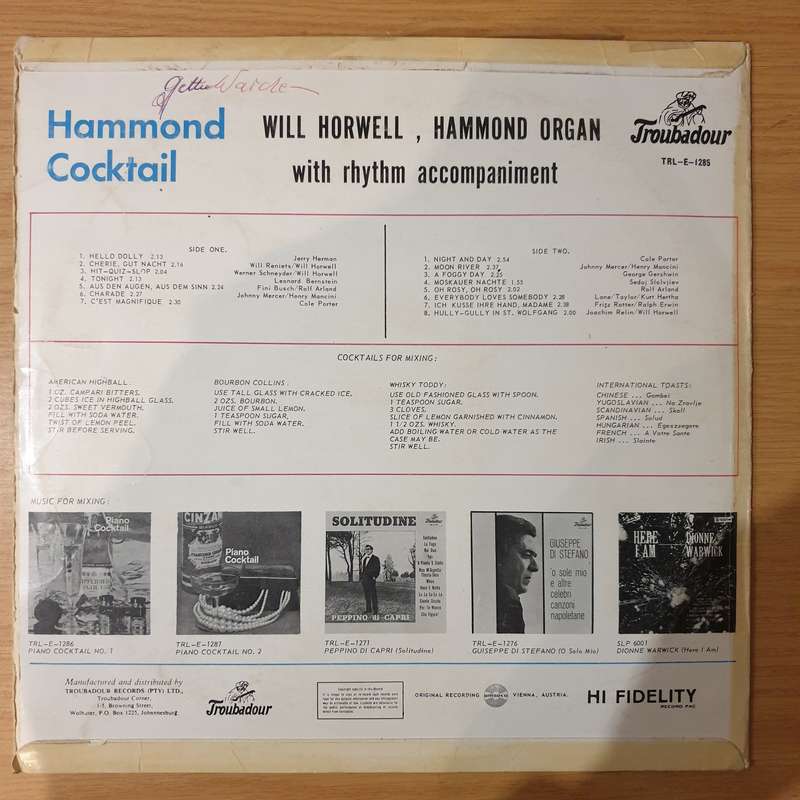 Hammond
Cocktail
WILL HORWELL , HAMMOND ORGAN
with rhythm accompaniment
Troubadour
TRL-E-1285
SIDE ONE.
1. HELLO DOLLY 2.13 Jerry Herman
2. CHERIE, GUT NACHT 2.16 Will Reniets/Will Horwell
3. HIT-QUIZ-SLOP 2.04 Werner Schneyder/Will Horwell
4. TONIGHT 2.13 Leonard Bernstein
5. AUS DEN AUGEN, AUS DEM SINN 2.24 Fini Busch/Rolf Arland
6. CHARADE 2.27 Johnny Mercer/Henry Mancini
7. C'EST MAGNIFIQUE 2.30 Cole Porter
SIDE TWO.
1. NIGHT AND DAY 2.54 Cole Porter
2. MOON RIVER 2.37 Johnny Mercer/Henry Mancini
3. A FOGGY DAY 2.25 George Gershwin
4. MOSKAUER NACHTE 1.53 Sedoj Solvjiev
5. OH ROSY, OH ROSY 2.02 Rolf Arland
6. EVERYBODY LOVES SOMEBODY 2.28 Lane/Taylor/Kurt Hertha
7. ICH KUSSE IHRE HAND, MADAME 2.38 Fritz Rotter/Ralph Erwin
8. HULLY-GULLY IN ST. WOLFGANG 2.00 Joachim Relin/Will Horwell
COCKTAILS FOR MIXING:
AMERICAN HIGHBALL
1 OZ. CAMPARI BITTERS.
2 CUBES ICE IN HIGHBALL GLASS.
2 OZS. SWEET VERMOUTH.
FILL WITH SODA WATER.
TWIST OF LEMON PEEL.
STIR BEFORE SERVING.
BOURBON COLLINS:
USE TALL GLASS WITH CRACKED ICE.
2 OZS. BOURBON.
JUICE OF SMALL LEMON.
1 TEASPOON SUGAR.
FILL WITH SODA WATER.
STIR WELL.
WHISKY TODDY:
USE OLD FASHIONED GLASS WITH SPOON.
1 TEASPOON SUGAR.
3 CLOVES.
SLICE OF LEMON GARNISHED WITH CINNAMON.
1 1/2 OZS. WHISKY.
ADD BOILING WATER OR COLD WATER AS THE
CASE MAY BE.
STIR WELL.
INTERNATIONAL TOASTS:
CHINESE ... Gambei
YUGOSLAVIAN ... Na Zravlje
SCANDINAVIAN ... Skoll
SPANISH ... Salud
HUNGARIAN ... Egeszsegere
FRENCH ... A Votre Sante
IRISH ... Slainte
MUSIC FOR MIXING:
Piano
Cocktail
CINZA
Piano
Cocktail
SOLITUDINE
PEPPINO di CAPRI
GIUSEPPE
DI STEFANO
'o sole mio
e altre
celebri
canzoni
napoletane
HERE
I AM
DIONNE
WARWICK
TRL-E-1286
PIANO COCKTAIL NO. 1
TRL-E-1287
PIANO COCKTAIL NO. 2
TRL-E-1271
PEPPINO DI CAPRI (Solitudine)
TRL-E-1276
GUISEPPE DI STEFANO (O Sole Mio)
SLP 6001
DIONNE WARWICK (Here I Am)
Manufactured and distributed by
TROUBADOUR RECORDS (PTY) LTD.,
Troubadour Corner,
1-5, Browning Street,
Wolhuter, P.O. Box 1225, Johannesburg.
Troubadour
ORIGINAL RECORDING
VIENNA, AUSTRIA.
HI FIDELITY
RECORD FAC